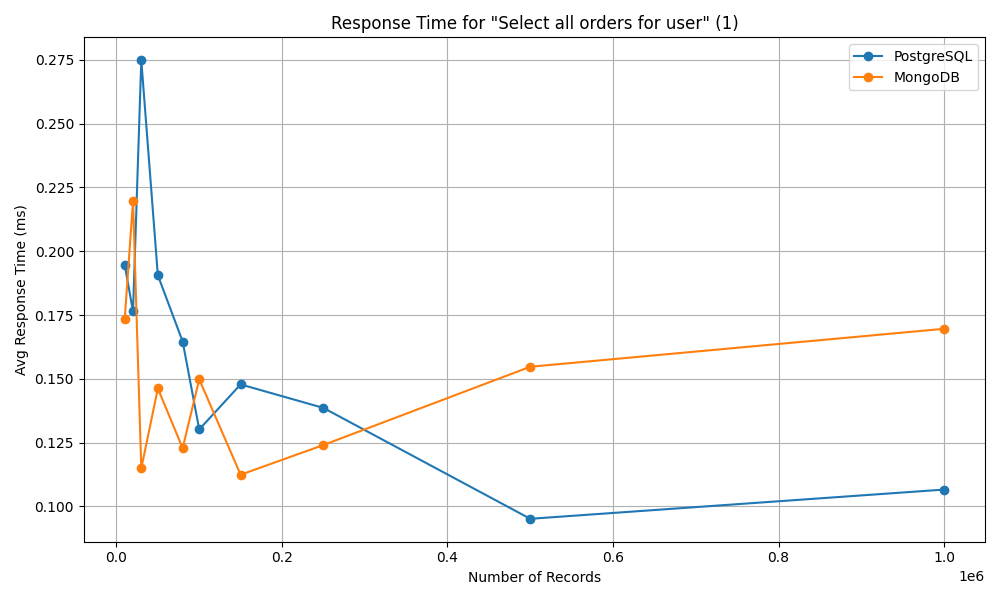 Response Time for "Select all orders for user" (1)
PostgreSQL
MongoDB
Avg Response Time (ms)
0.275
0.250
0.225
0.200
0.175
0.150
0.125
0.100
0.0 0.2 0.4 0.6 0.8 1.0
1e6
Number of Records